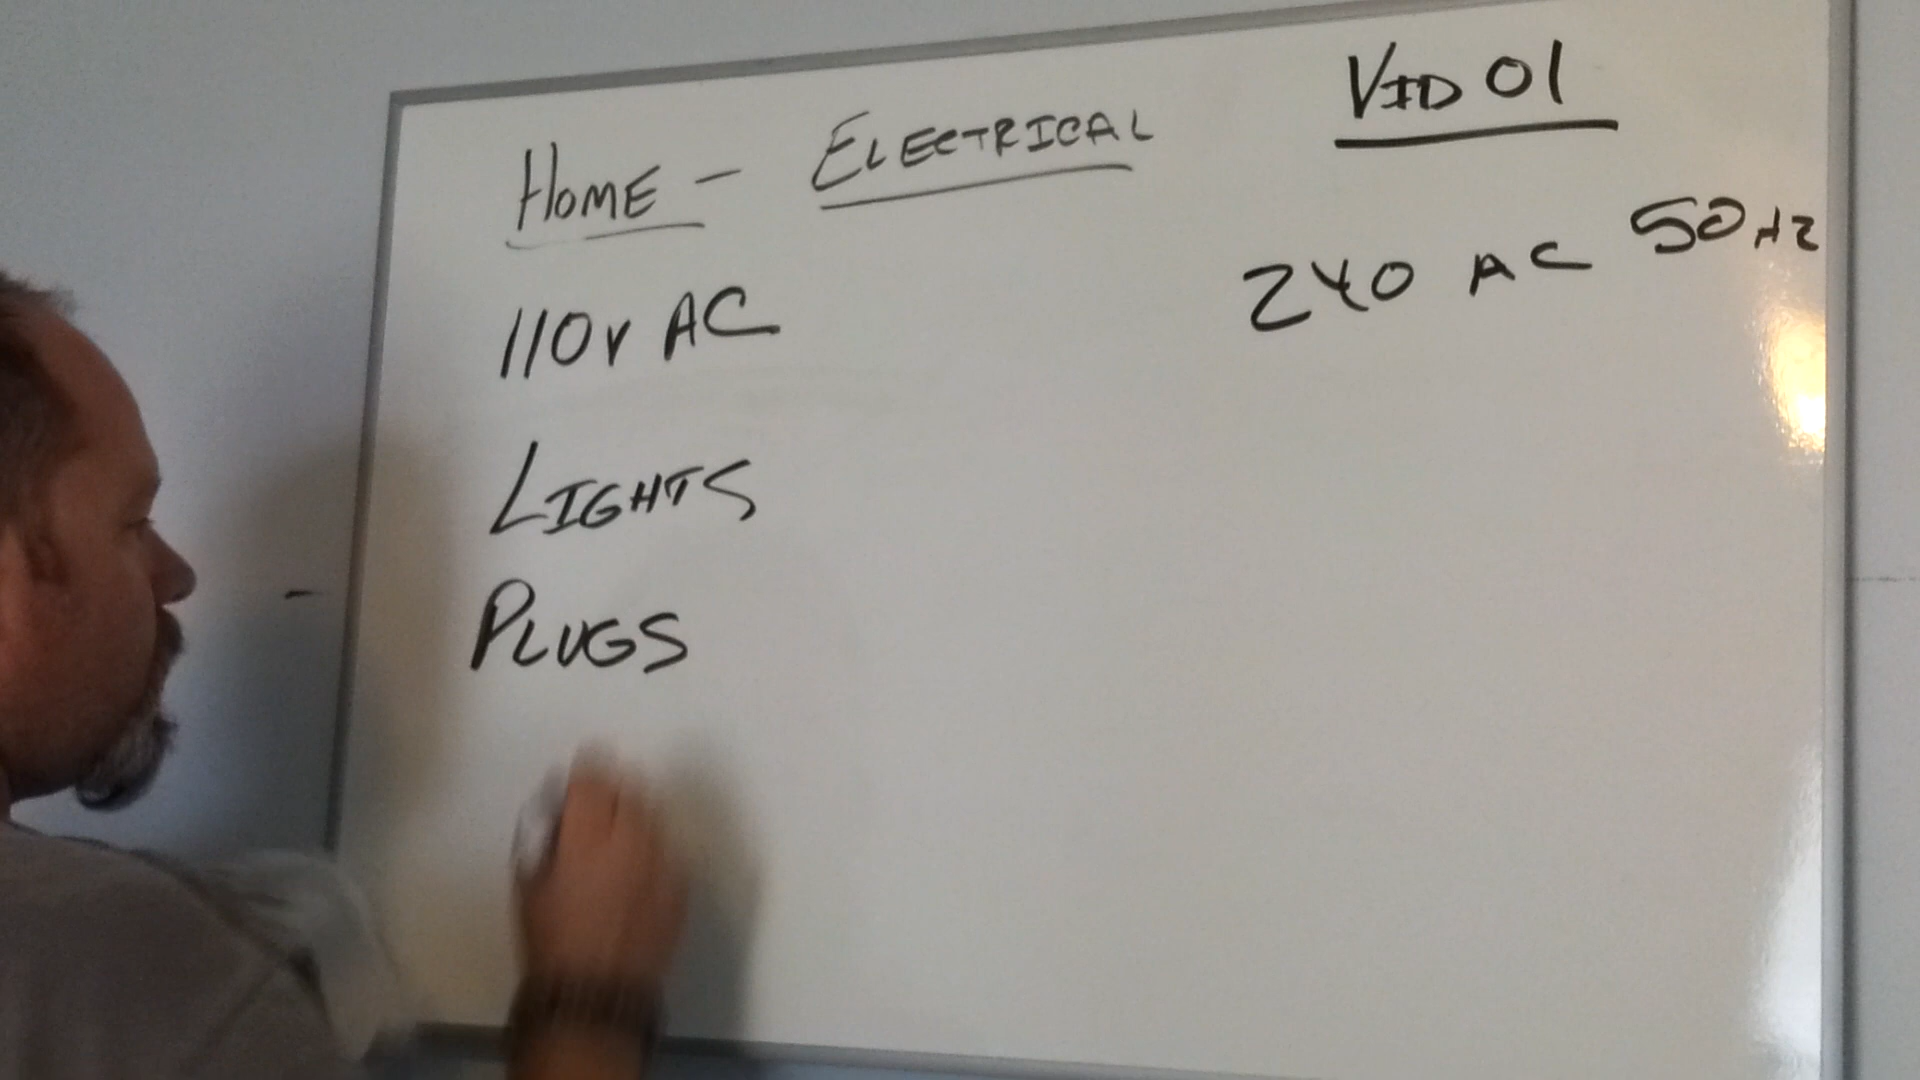 VID 01
HOME - ELECTRICAL
240 AC 50Hz
110v AC
LIGHTS
PLUGS